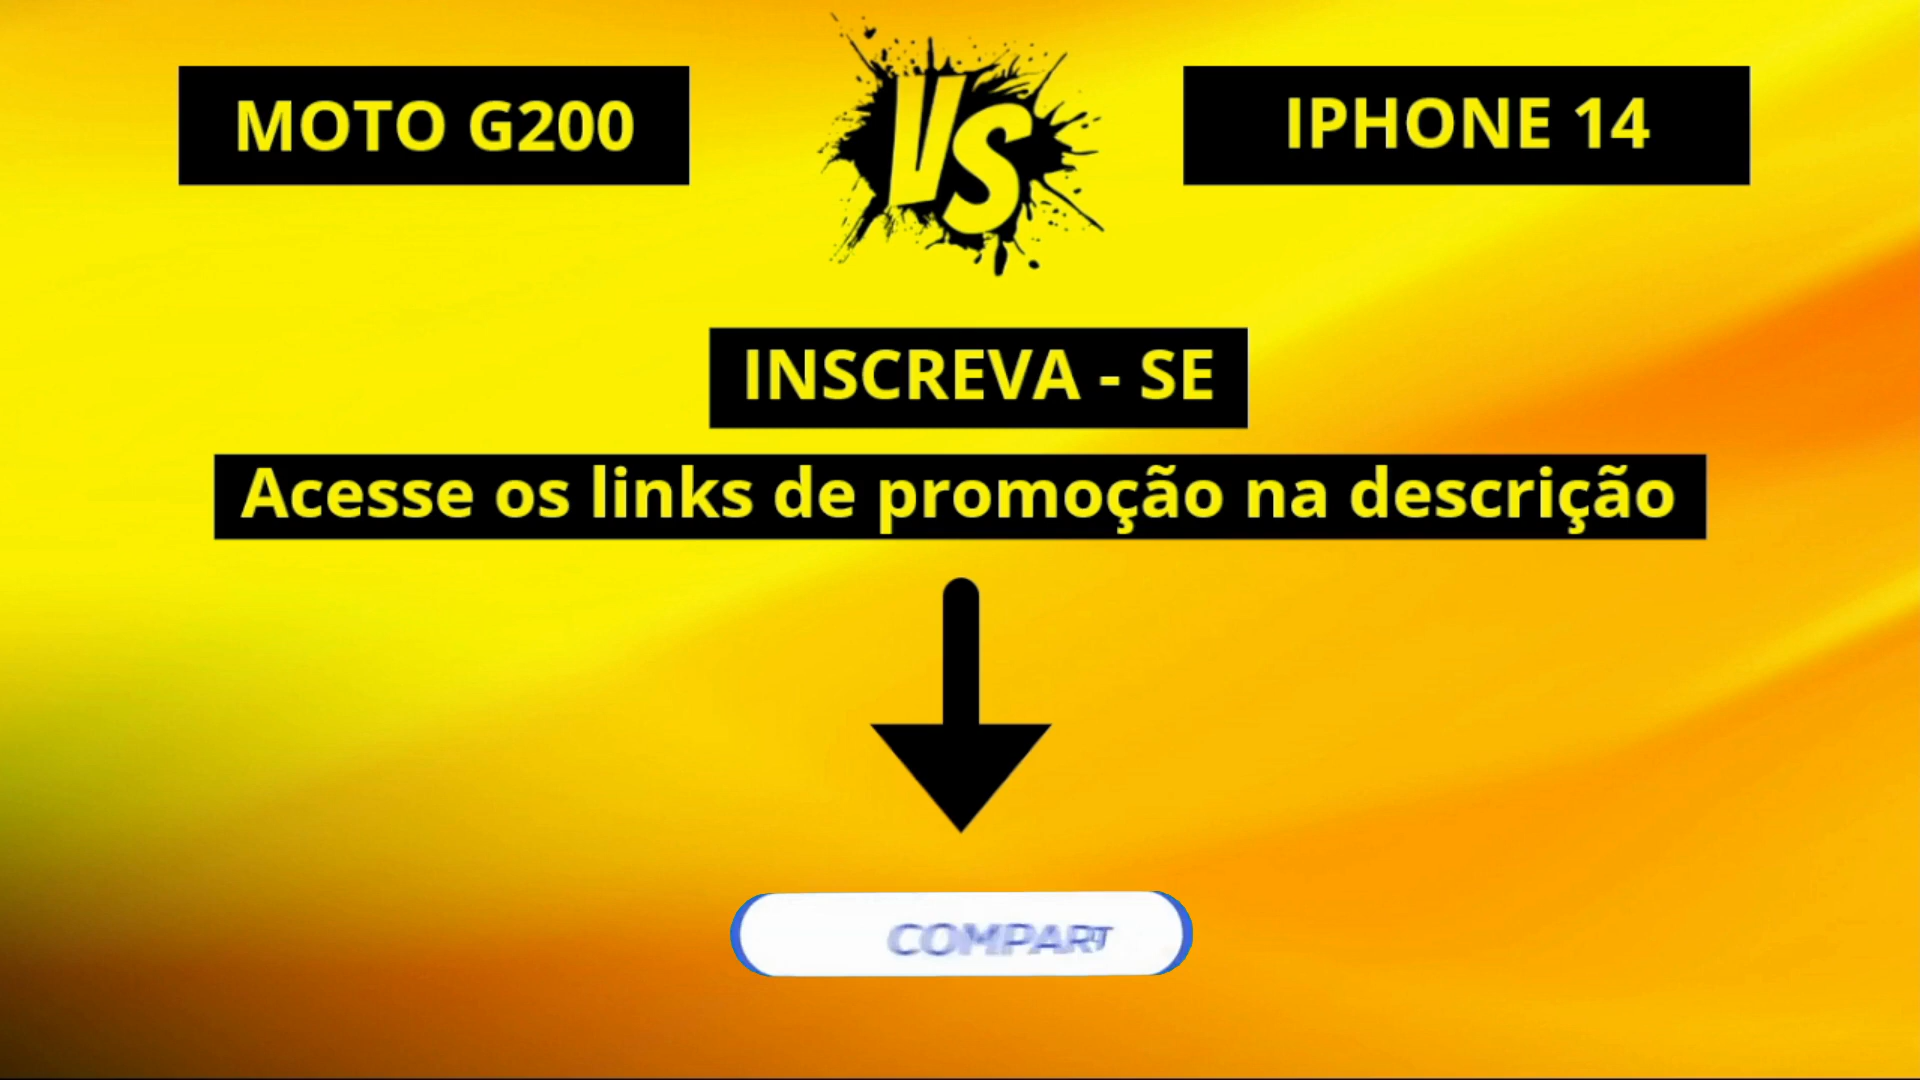 MOTO G200
VS
IPHONE 14
INSCREVA - SE
Acesse os links de promoção na descrição